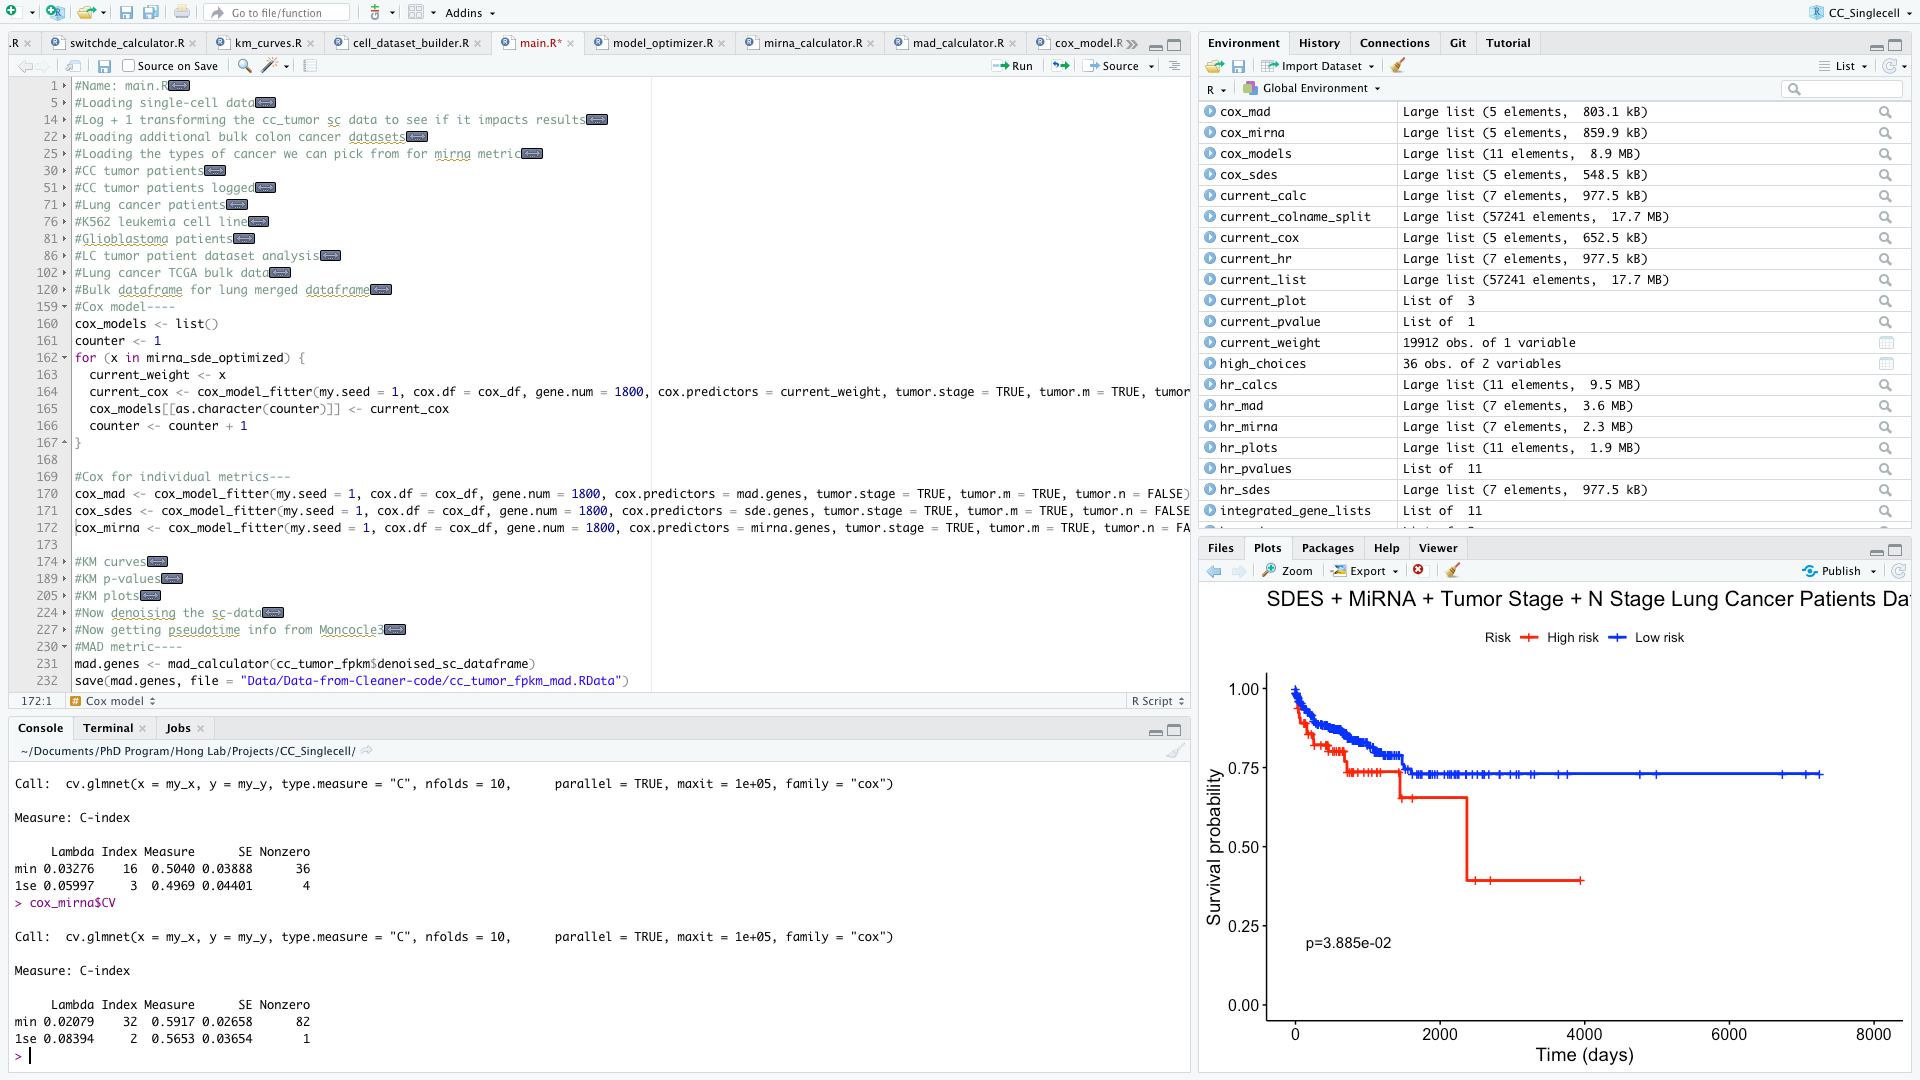 Go to file/function
Addins
CC_Singlecell
.R
switchde_calculator.R
km_curves.R
cell_dataset_builder.R
main.R*
model_optimizer.R
mirna_calculator.R
mad_calculator.R
cox_model.R
Source on Save
Run
Source
1 #Name: main.R
5 #Loading single-cell data
14 #Log + 1 transforming the cc_tumor sc data to see if it impacts results
22 #Loading additional bulk colon cancer datasets
25 #Loading the types of cancer we can pick from for mirna metric
30 #CC tumor patients
51 #CC tumor patients logged
71 #Lung cancer patients
76 #K562 leukemia cell line
81 #Glioblastoma patients
86 #LC tumor patient dataset analysis
102 #Lung cancer TCGA bulk data
120 #Bulk dataframe for lung merged dataframe
159 #Cox model----
160 cox_models <- list()
161 counter <- 1
162 for (x in mirna_sde_optimized) {
163   current_weight <- x
164   current_cox <- cox_model_fitter(my.seed = 1, cox.df = cox_df, gene.num = 1800, cox.predictors = current_weight, tumor.stage = TRUE, tumor.m = TRUE, tumor
165   cox_models[[as.character(counter)]] <- current_cox
166   counter <- counter + 1
167 }
168
169 #Cox for individual metrics---
170 cox_mad <- cox_model_fitter(my.seed = 1, cox.df = cox_df, gene.num = 1800, cox.predictors = mad.genes, tumor.stage = TRUE, tumor.m = TRUE, tumor.n = FALSE)
171 cox_sdes <- cox_model_fitter(my.seed = 1, cox.df = cox_df, gene.num = 1800, cox.predictors = sde.genes, tumor.stage = TRUE, tumor.m = TRUE, tumor.n = FALSE
172 cox_mirna <- cox_model_fitter(my.seed = 1, cox.df = cox_df, gene.num = 1800, cox.predictors = mirna.genes, tumor.stage = TRUE, tumor.m = TRUE, tumor.n = FA
173
174 #KM curves
189 #KM p-values
205 #KM plots
224 #Now denoising the sc-data
227 #Now getting pseudotime info from Moncocle3
230 #MAD metric----
231 mad.genes <- mad_calculator(cc_tumor_fpkm$denoised_sc_dataframe)
232 save(mad.genes, file = "Data/Data-from-Cleaner-code/cc_tumor_fpkm_mad.RData")
172:1
# Cox model
R Script
Console
Terminal
Jobs
~/Documents/PhD Program/Hong Lab/Projects/CC_Singlecell/
Call:  cv.glmnet(x = my_x, y = my_y, type.measure = "C", nfolds = 10,      parallel = TRUE, maxit = 1e+05, family = "cox")
Measure: C-index
Lambda Index Measure      SE Nonzero
min 0.03276    16  0.5040 0.03888      36
1se 0.05997     3  0.4969 0.04401       4
> cox_mirna$CV
Call:  cv.glmnet(x = my_x, y = my_y, type.measure = "C", nfolds = 10,      parallel = TRUE, maxit = 1e+05, family = "cox")
Measure: C-index
Lambda Index Measure      SE Nonzero
min 0.02079    32  0.5917 0.02658      82
1se 0.08394     2  0.5653 0.03654       1
>
Environment
History
Connections
Git
Tutorial
Import Dataset
List
R
Global Environment
cox_mad Large list (5 elements,  803.1 kB)
cox_mirna Large list (5 elements,  859.9 kB)
cox_models Large list (11 elements,  8.9 MB)
cox_sdes Large list (5 elements,  548.5 kB)
current_calc Large list (7 elements,  977.5 kB)
current_colname_split Large list (57241 elements,  17.7 MB)
current_cox Large list (5 elements,  652.5 kB)
current_hr Large list (7 elements,  977.5 kB)
current_list Large list (57241 elements,  17.7 MB)
current_plot List of  3
current_pvalue List of  1
current_weight 19912 obs. of 1 variable
high_choices 36 obs. of 2 variables
hr_calcs Large list (11 elements,  9.5 MB)
hr_mad Large list (7 elements,  3.6 MB)
hr_mirna Large list (7 elements,  2.3 MB)
hr_plots Large list (11 elements,  1.9 MB)
hr_pvalues List of  11
hr_sdes Large list (7 elements,  977.5 kB)
integrated_gene_lists List of  11
Files
Plots
Packages
Help
Viewer
Zoom
Export
Publish
SDES + MiRNA + Tumor Stage + N Stage Lung Cancer Patients Da
Risk High risk Low risk
1.00
0.75
0.50
0.25
0.00
Survival probability
p=3.885e-02
0 2000 4000 6000 8000
Time (days)